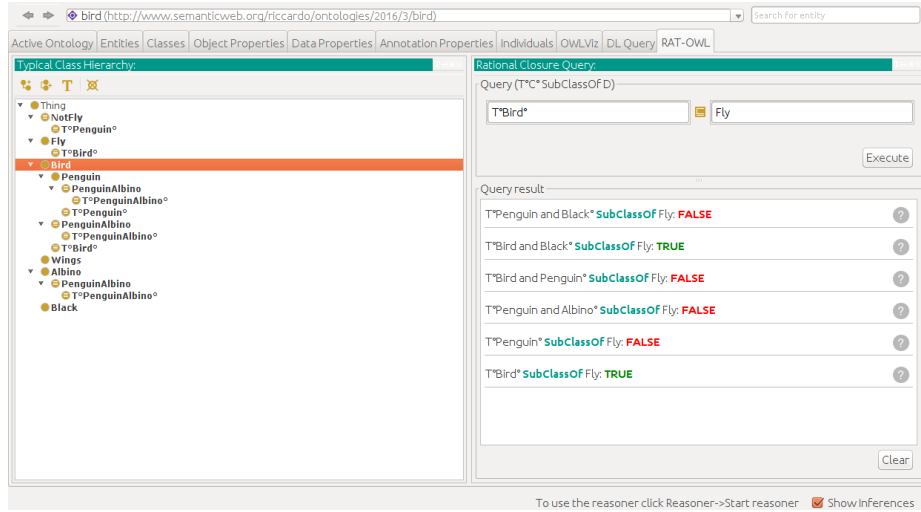 bird (http://www.semanticweb.org/riccardo/ontologies/2016/3/bird)
Search for entity
Active Ontology Entities Classes Object Properties Data Properties Annotation Properties Individuals OWLViz DL Query RAT-OWL
Typical Class Hierarchy:
T
Thing
NotFly
T°Penguin°
Fly
T°Bird°
Bird
Penguin
PenguinAlbino
T°PenguinAlbino°
T°Penguin°
PenguinAlbino
T°PenguinAlbino°
T°Bird°
Wings
Albino
PenguinAlbino
T°PenguinAlbino°
Black
Rational Closure Query:
Query (T°C° SubClassOf D)
T°Bird° Fly
Execute
Query result
T°Penguin and Black° SubClassOf Fly: FALSE ?
T°Bird and Black° SubClassOf Fly: TRUE ?
T°Bird and Penguin° SubClassOf Fly: FALSE ?
T°Penguin and Albino° SubClassOf Fly: FALSE ?
T°Penguin° SubClassOf Fly: FALSE ?
T°Bird° SubClassOf Fly: TRUE ?
Clear
To use the reasoner click Reasoner->Start reasoner Show Inferences